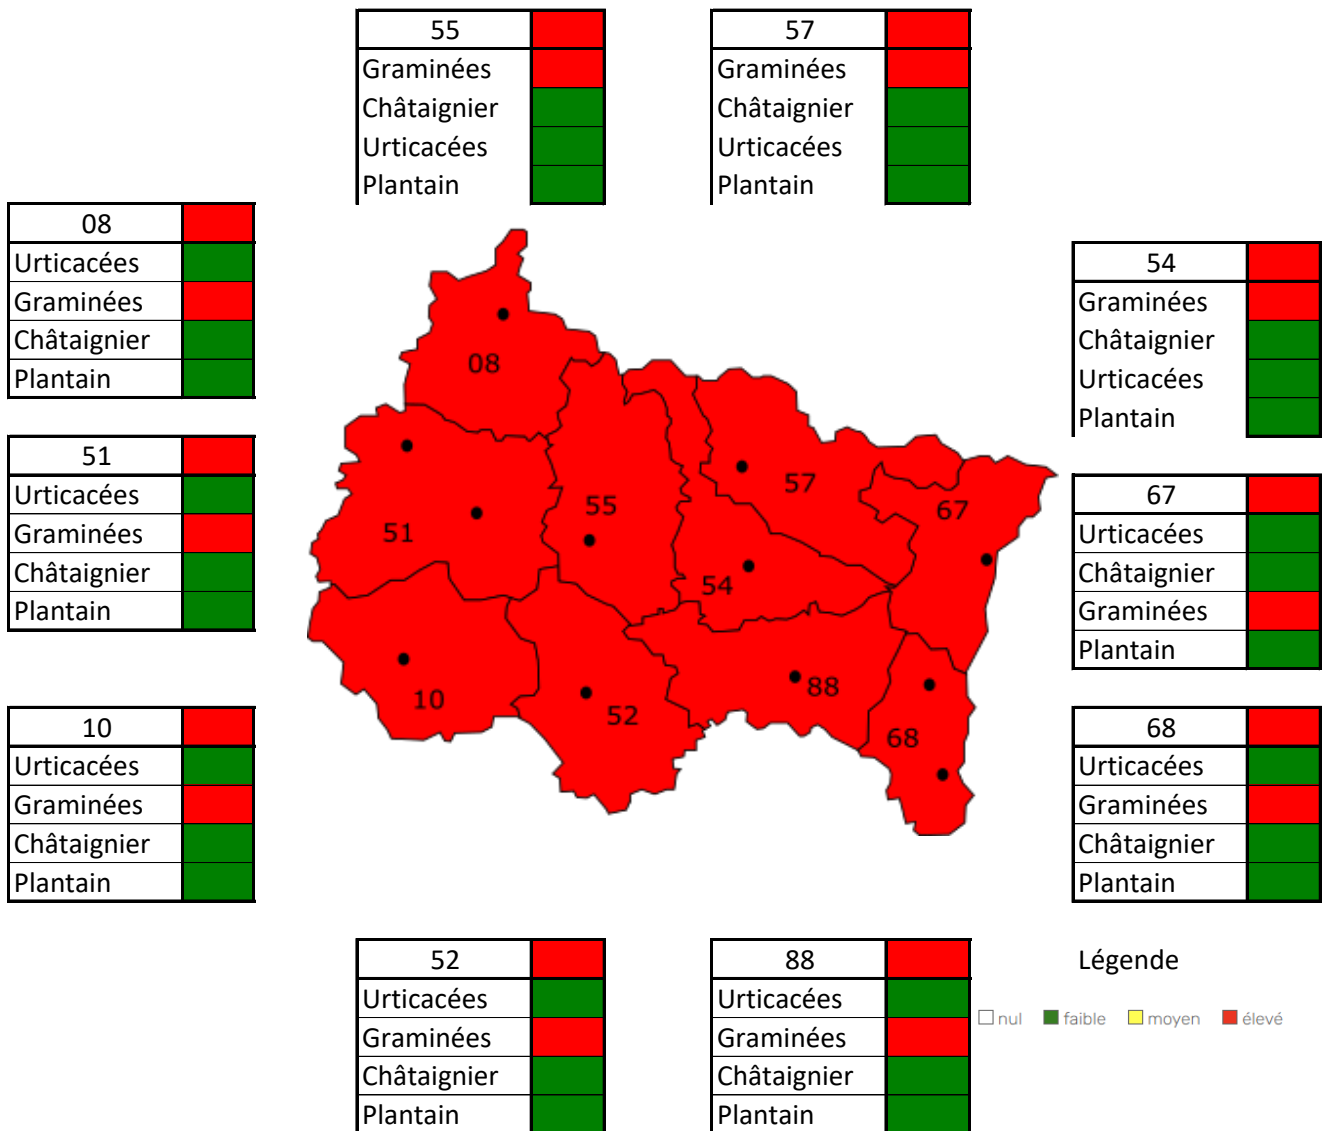 55
Graminées
Châtaignier
Urticacées
Plantain
57
Graminées
Châtaignier
Urticacées
Plantain
08
Urticacées
Graminées
Châtaignier
Plantain
54
Graminées
Châtaignier
Urticacées
Plantain
51
Urticacées
Graminées
Châtaignier
Plantain
67
Urticacées
Châtaignier
Graminées
Plantain
10
Urticacées
Graminées
Châtaignier
Plantain
68
Urticacées
Graminées
Châtaignier
Plantain
08
57
55
67
51
54
88
10
52
68
52
Urticacées
Graminées
Châtaignier
Plantain
88
Urticacées
Graminées
Châtaignier
Plantain
Légende
nul faible moyen élevé